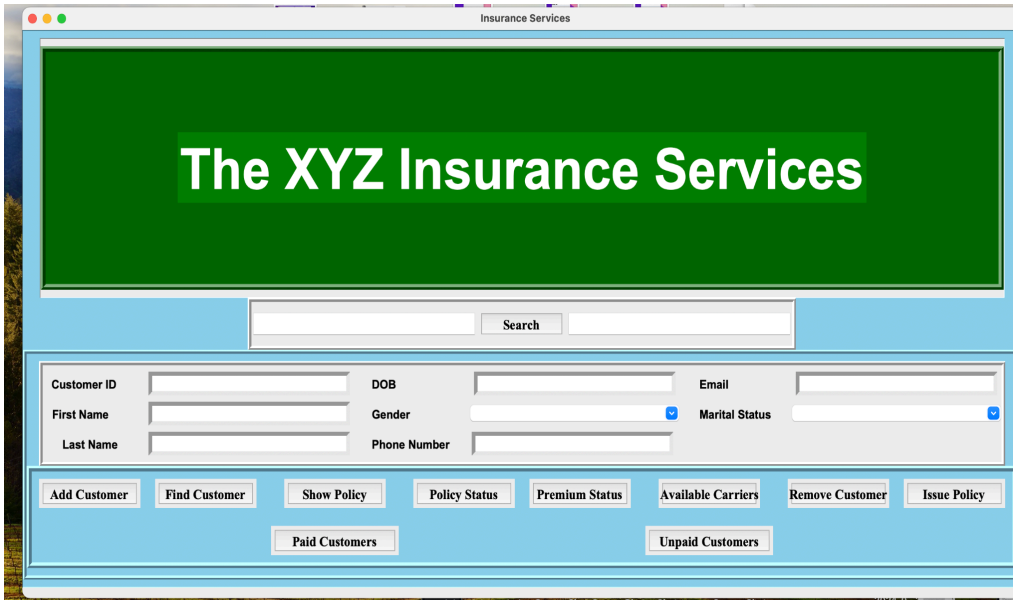 Insurance Services
The XYZ Insurance Services
Search
Customer ID DOB Email
First Name Gender Marital Status
Last Name Phone Number
Add Customer Find Customer Show Policy Policy Status Premium Status Available Carriers Remove Customer Issue Policy
Paid Customers Unpaid Customers